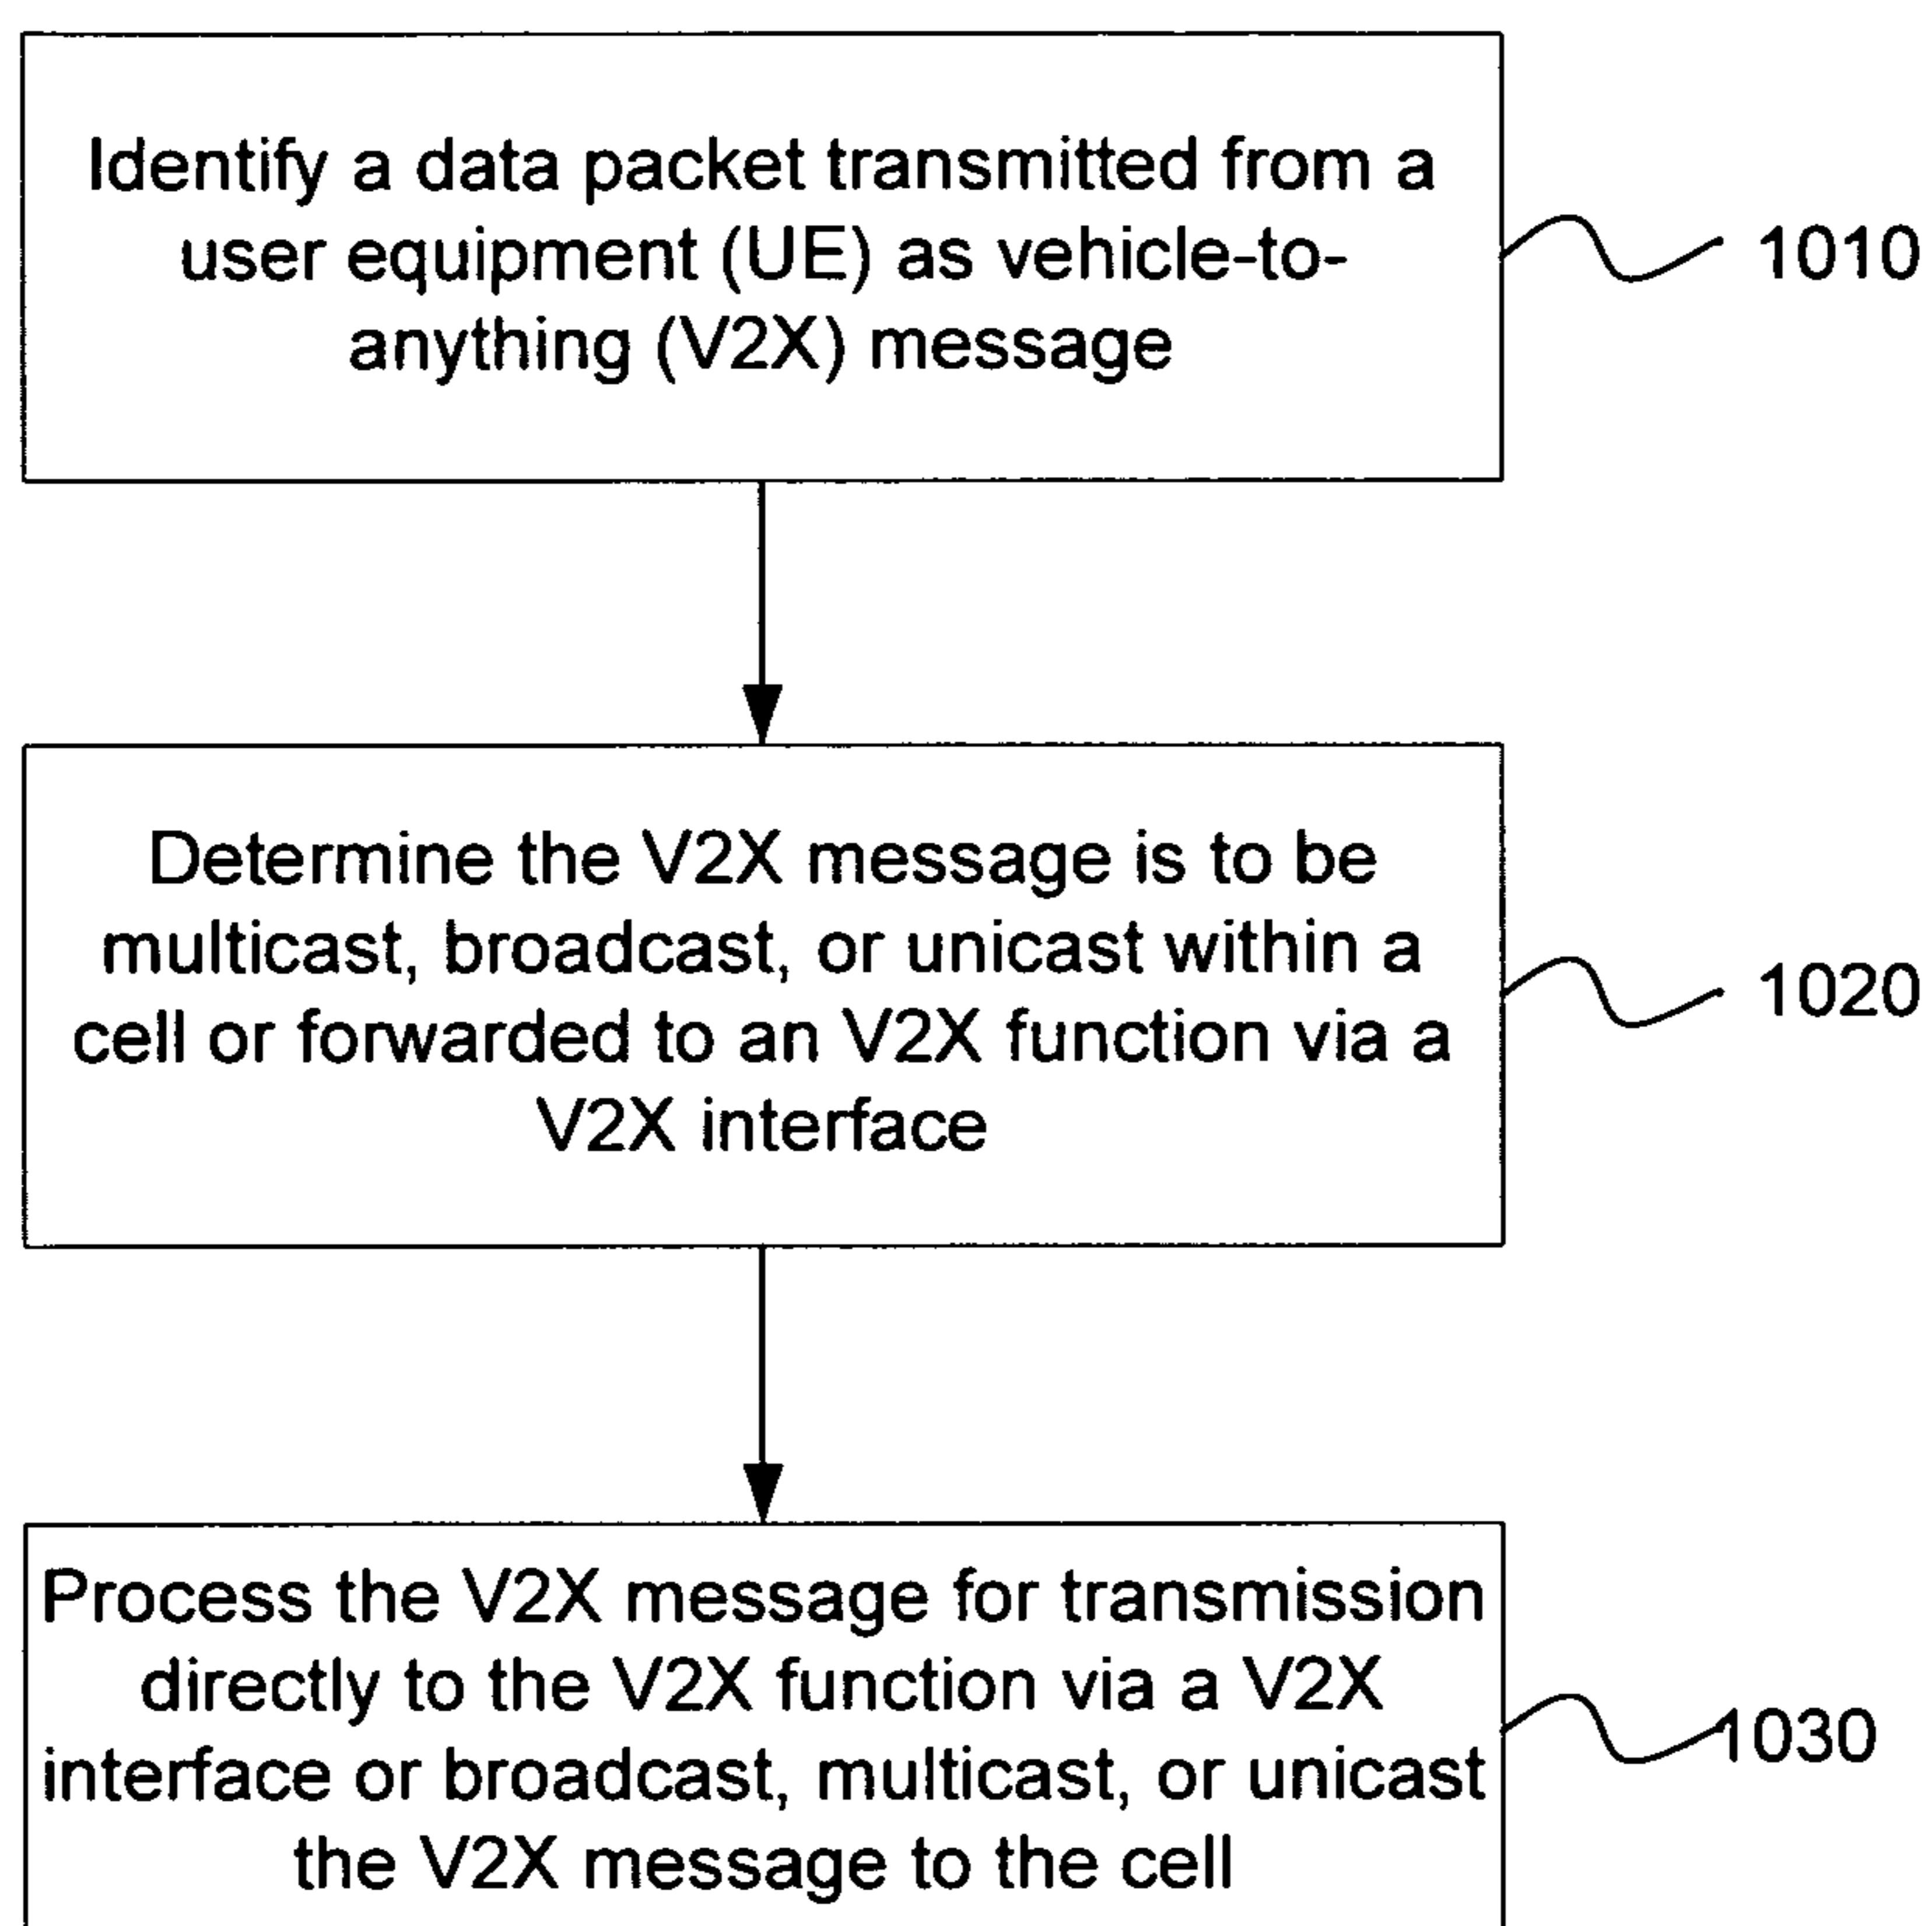 Identify a data packet transmitted from a
user equipment (UE) as vehicle-to-
anything (V2X) message
1010
Determine the V2X message is to be
multicast, broadcast, or unicast within a
cell or forwarded to an V2X function via a
V2X interface
1020
Process the V2X message for transmission
directly to the V2X function via a V2X
interface or broadcast, multicast, or unicast
the V2X message to the cell
1030